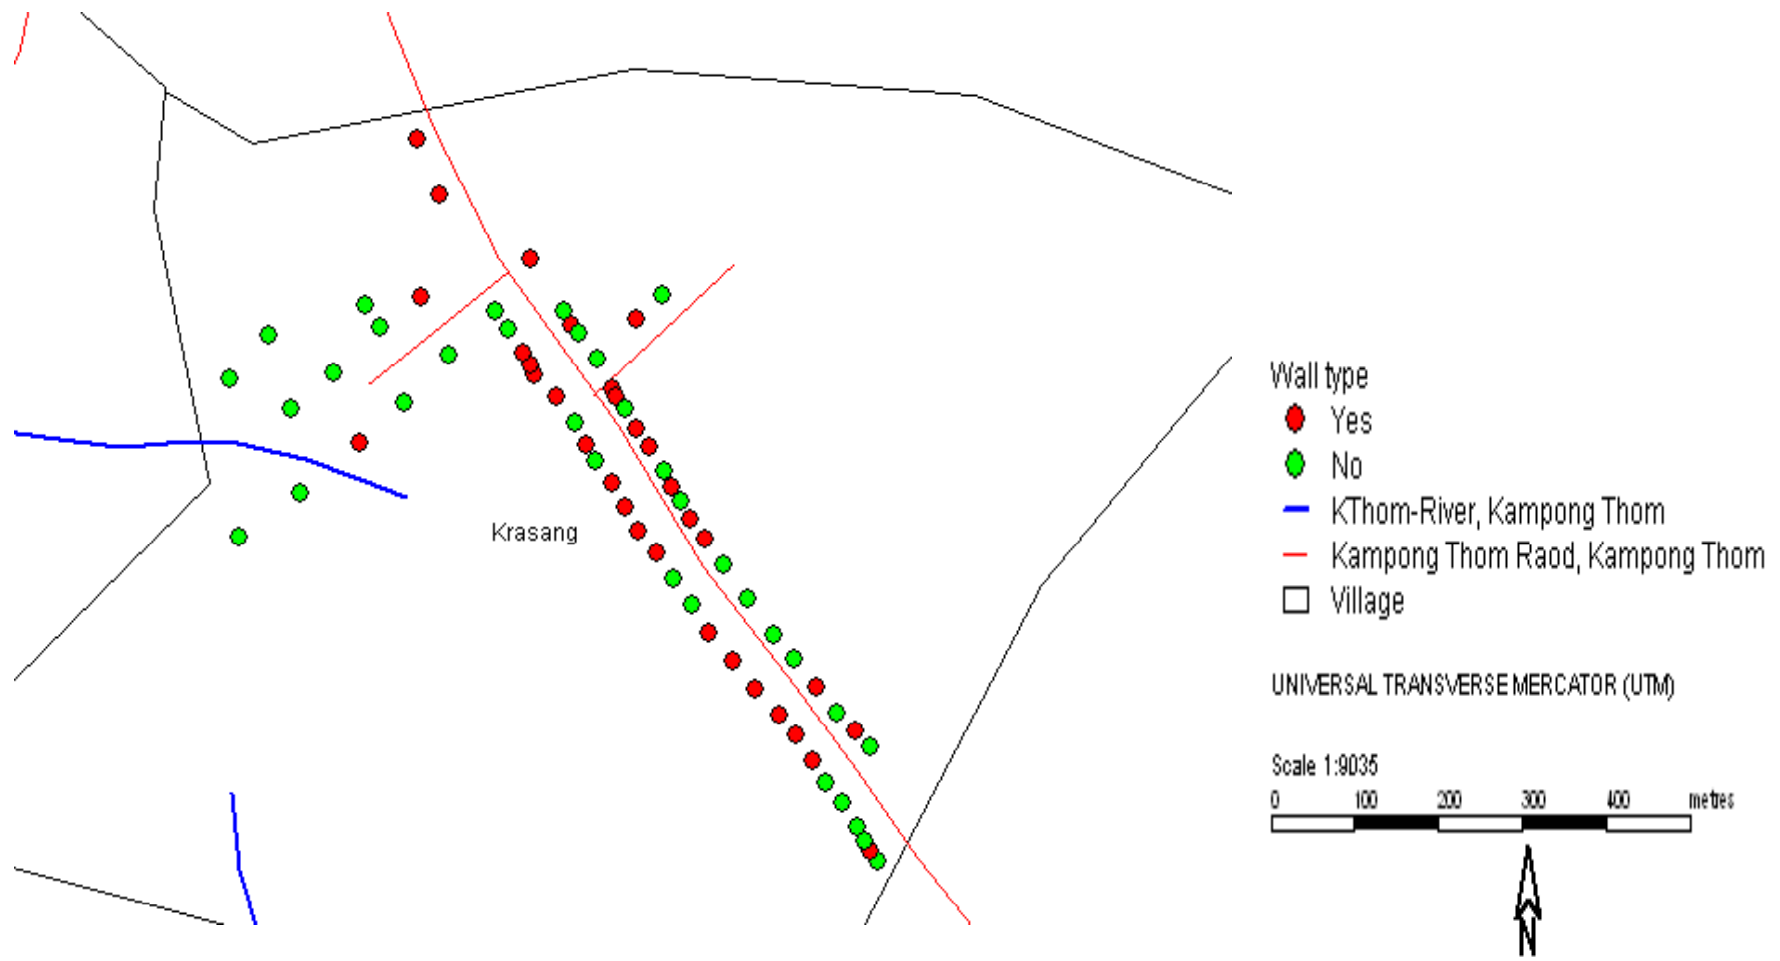 Krasang
Wall type
Yes
No
KThom-River, Kampong Thom
Kampong Thom Raod, Kampong Thom
Village
UNIVERSAL TRANSVERSE MERCATOR (UTM)
Scale 1:9035
0 100 200 300 400 metres
N